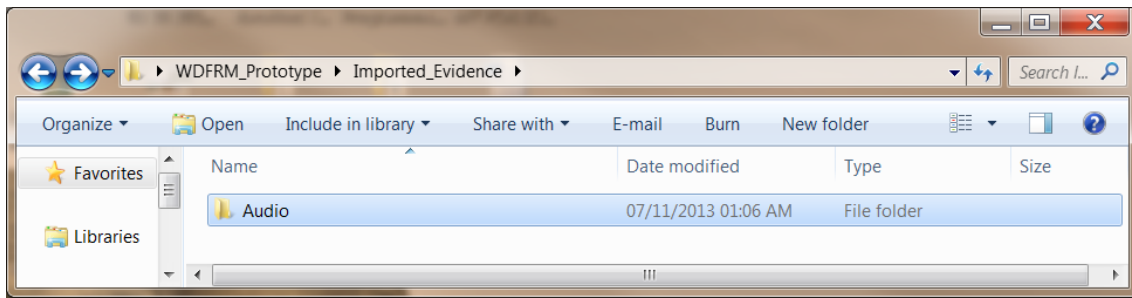 WDFRM_Prototype Imported_Evidence Search I...
Organize Open Include in library Share with E-mail Burn New folder
Favorites Name Date modified Type Size
Audio 07/11/2013 01:06 AM File folder
Libraries